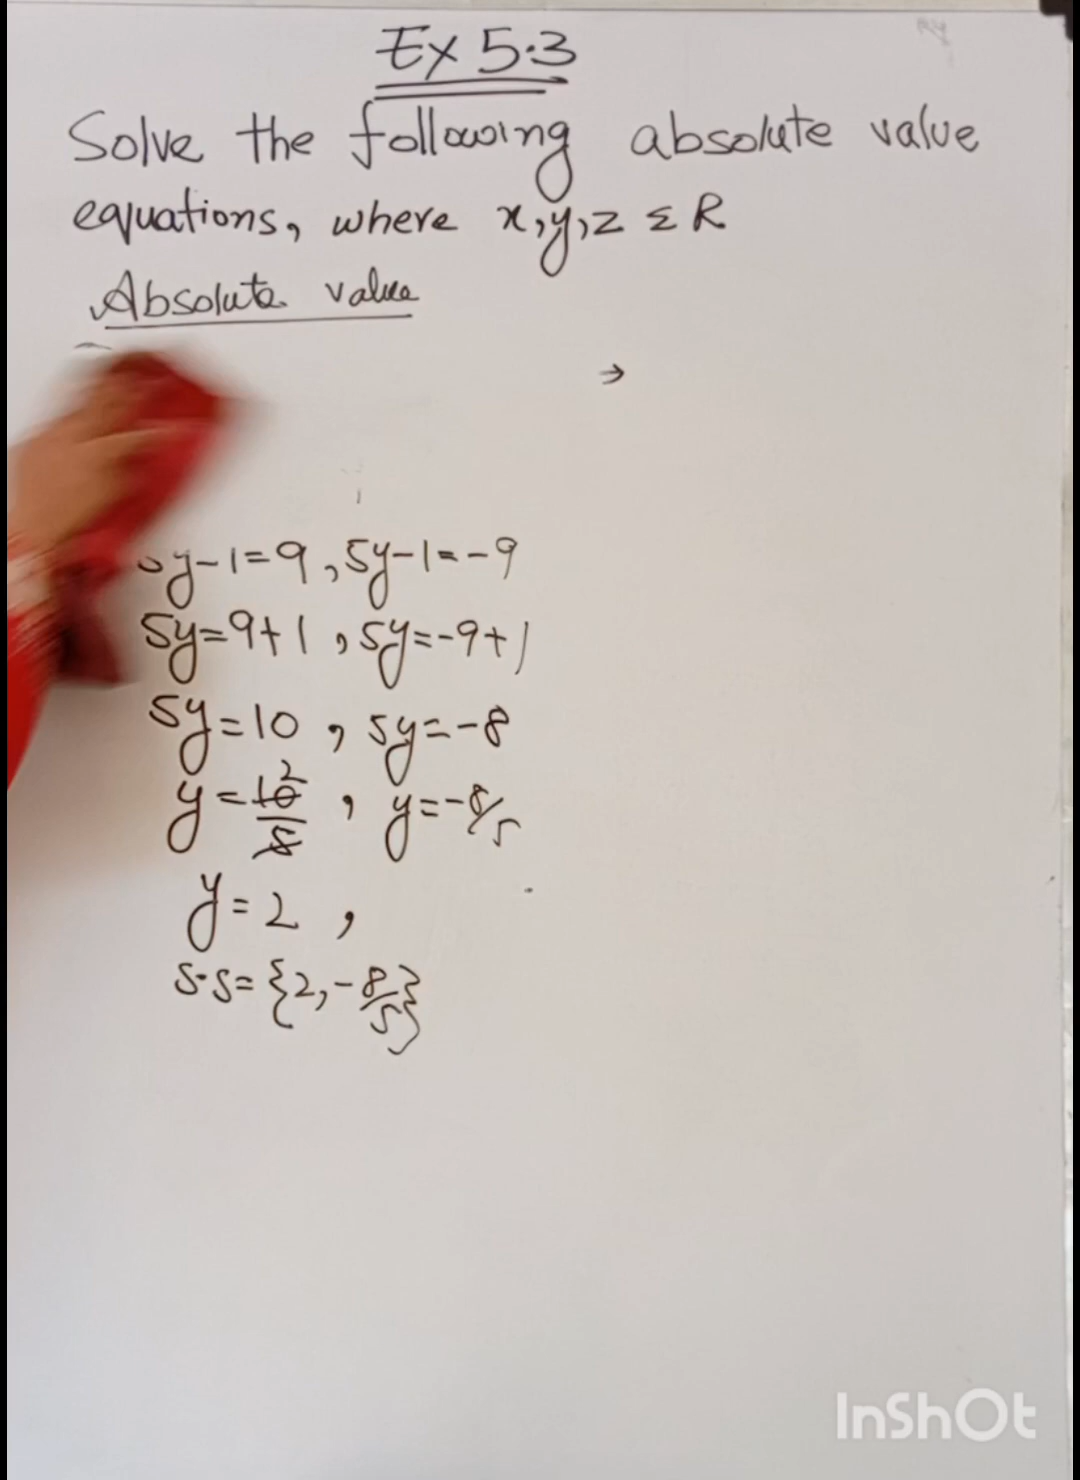 Ex 5.3
Solve the following absolute value
equations, where x,y,z Σ R
Absolute value
→
y-1=9, 5y-1=-9
5y=9+1, 5y=-9+1
5y=10, 5y=-8
y=10/5 2, y=-8/5
y=2,
S.S={2,-8/5}
InShOt